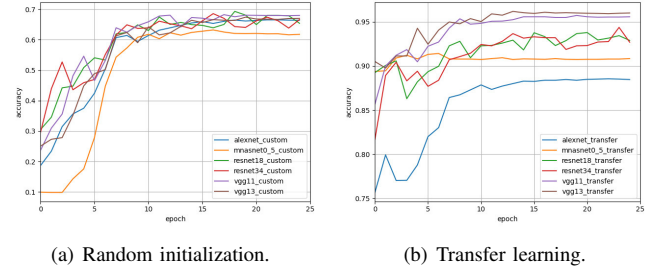 0.7
0.6
0.5
0.4
0.3
0.2
0.1
accuracy
0 5 10 15 20 25
epoch
alexnet_custom
mnasnet0_5_custom
resnet18_custom
resnet34_custom
vgg11_custom
vgg13_custom
(a) Random initialization.
0.95
0.90
0.85
0.80
0.75
accuracy
0 5 10 15 20 25
epoch
alexnet_transfer
mnasnet0_5_transfer
resnet18_transfer
resnet34_transfer
vgg11_transfer
vgg13_transfer
(b) Transfer learning.